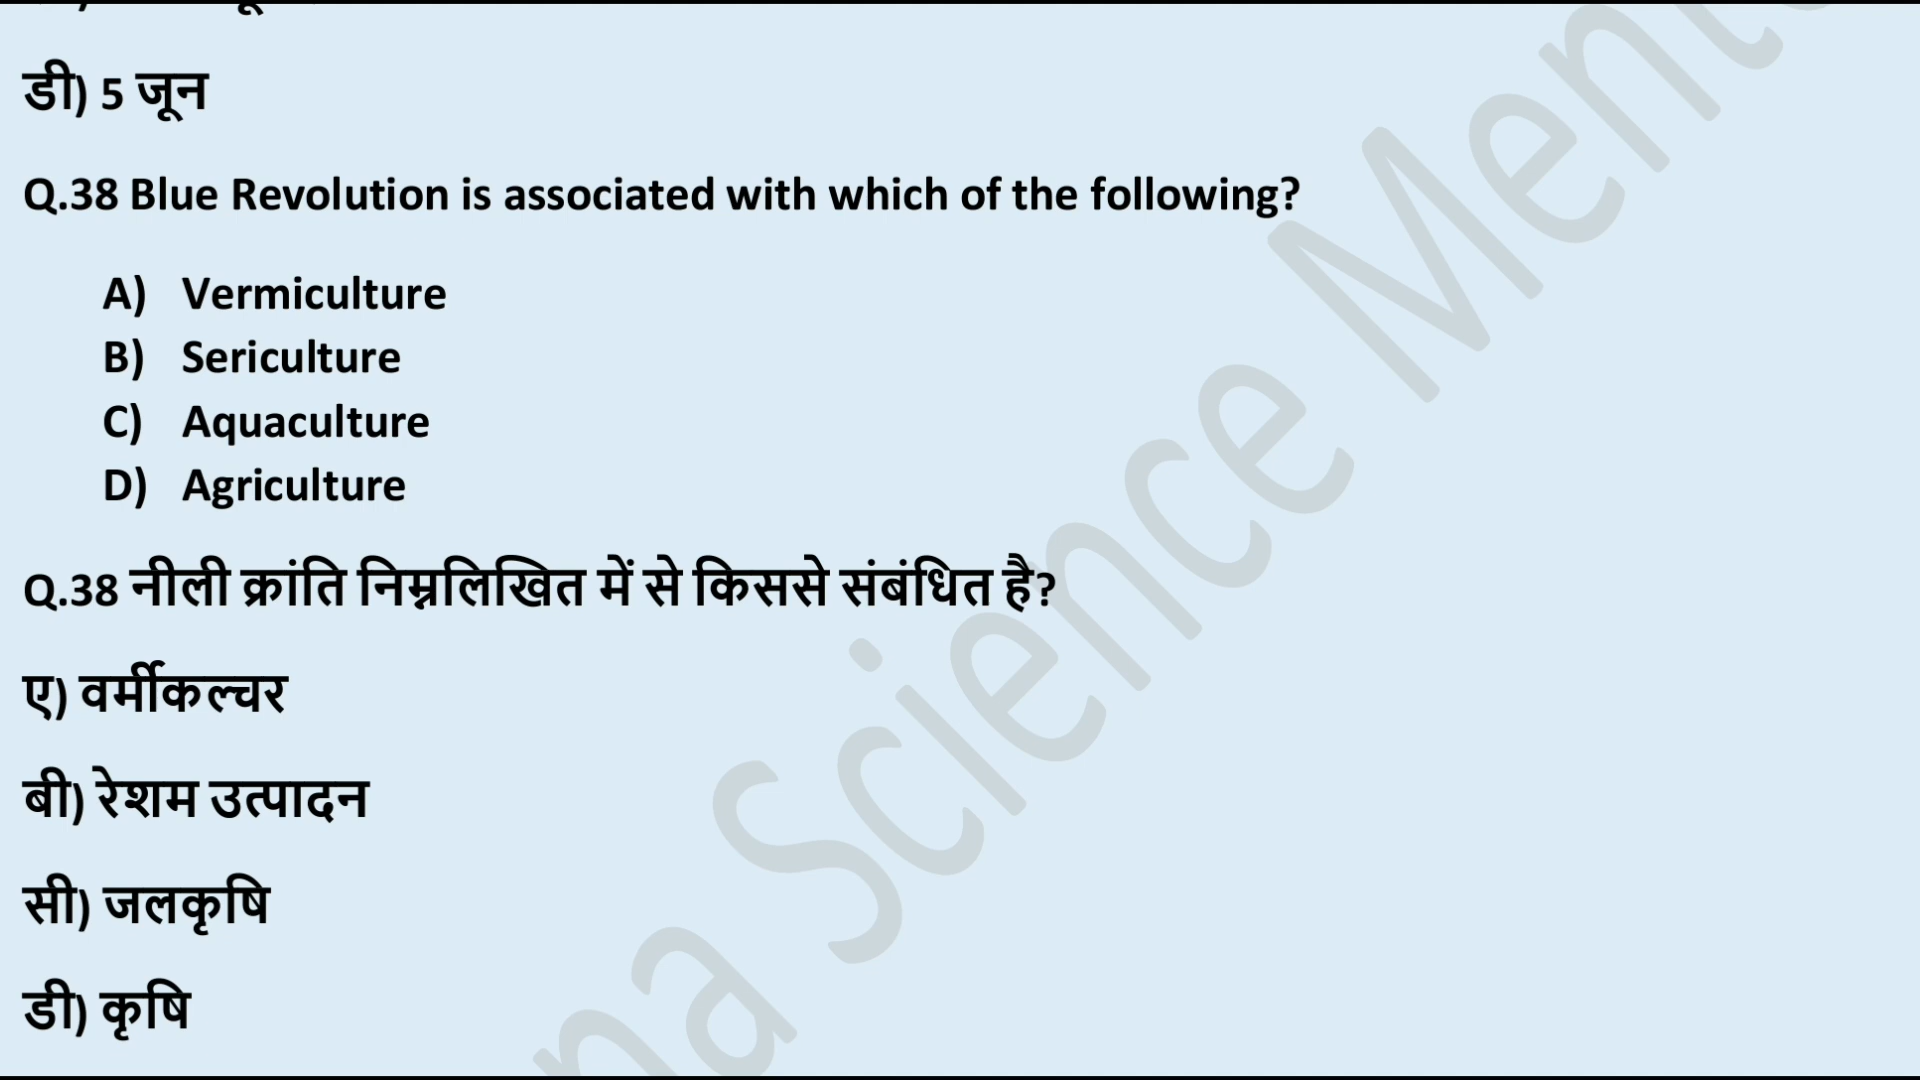 डी) 5 जून
Q.38 Blue Revolution is associated with which of the following?
A) Vermiculture
B) Sericulture
C) Aquaculture
D) Agriculture
Q.38 नीली क्रांति निम्नलिखित में से किससे संबंधित है?
ए) वर्मीकल्चर
बी) रेशम उत्पादन
सी) जलकृषि
डी) कृषि
Science